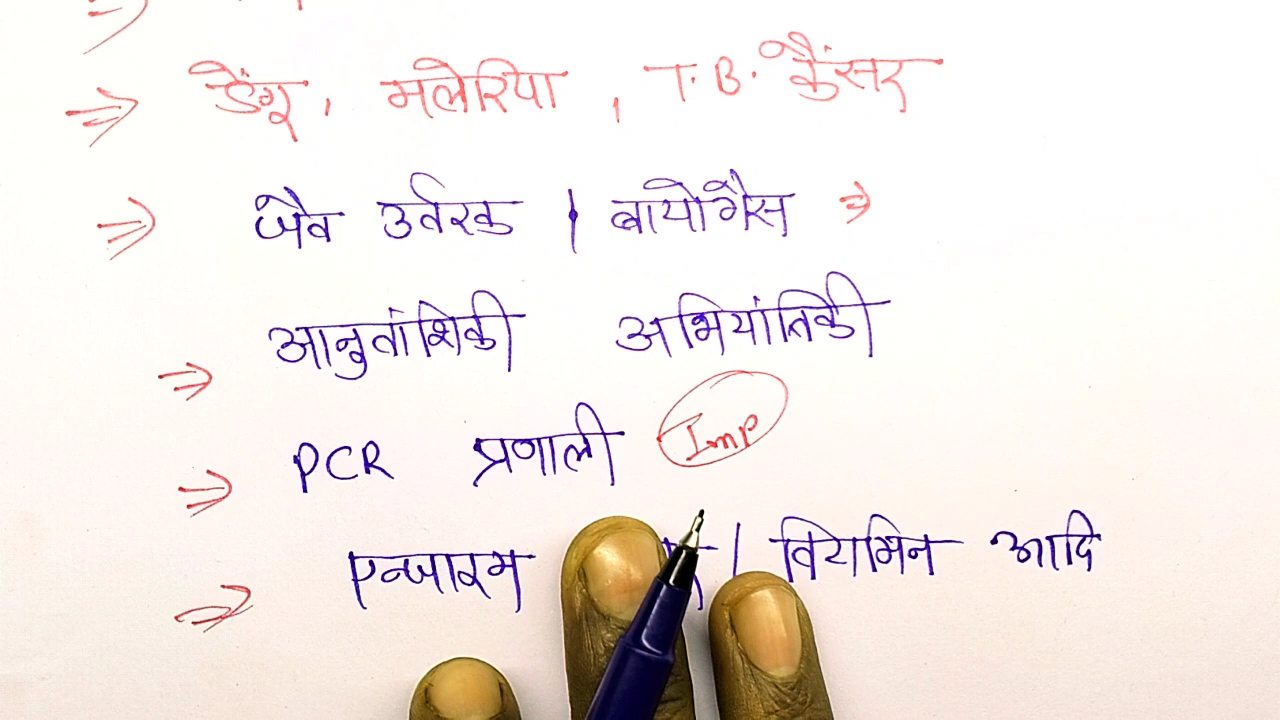 डेंगू, मलेरिया, T.B. कैंसर
जैव उर्वरक | बायोगैस
आनुवांशिकी अभियांत्रिकी
PCR प्रणाली Imp
एन्जाइम | विटामिन आदि